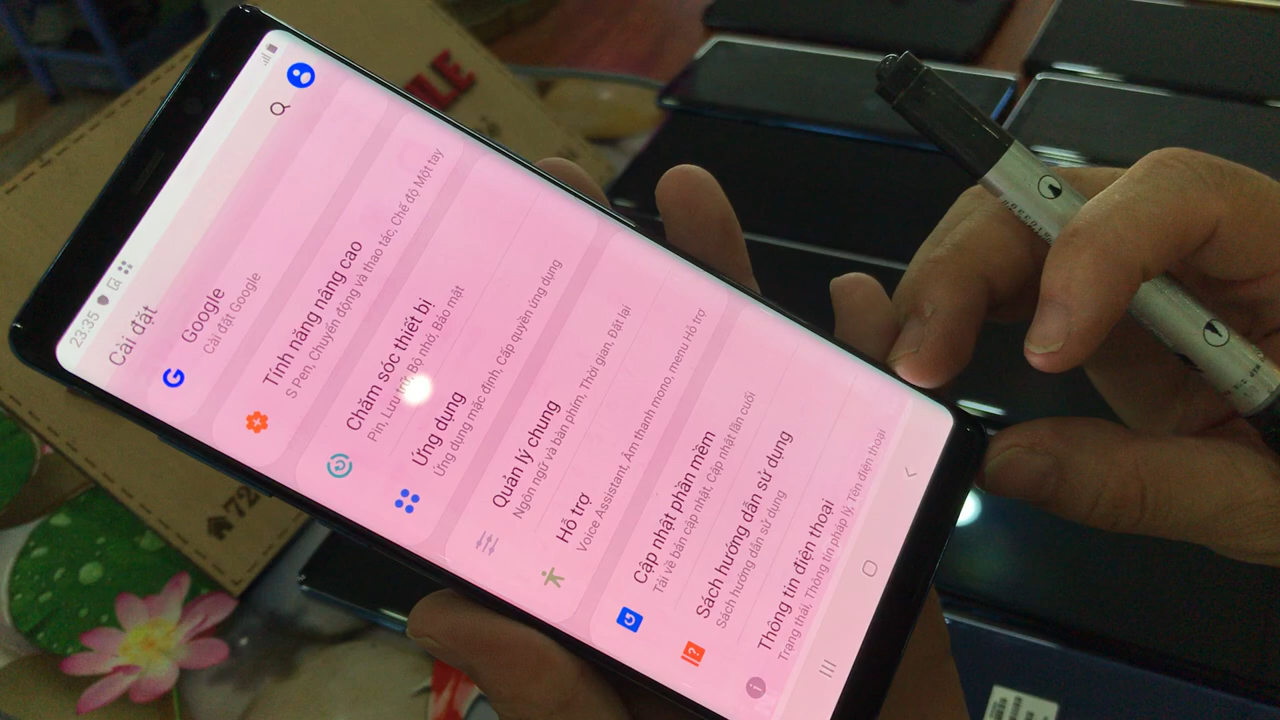 23:35
Cài đặt
Google
Cài đặt Google
Tính năng nâng cao
S Pen, Chuyển động và thao tác, Chế độ Một tay
Chăm sóc thiết bị
Pin, Lưu trữ, Bộ nhớ, Bảo mật
Ứng dụng
Ứng dụng mặc định, Cấp quyền ứng dụng
Quản lý chung
Ngôn ngữ và bàn phím, Thời gian, Đặt lại
Hỗ trợ
Voice Assistant, Âm thanh mono, menu Hỗ trợ
Cập nhật phần mềm
Tải về bản cập nhật, Cập nhật lần cuối
Sách hướng dẫn sử dụng
Sách hướng dẫn sử dụng
Thông tin điện thoại
Trạng thái, Thông tin pháp lý, Tên điện thoại
72